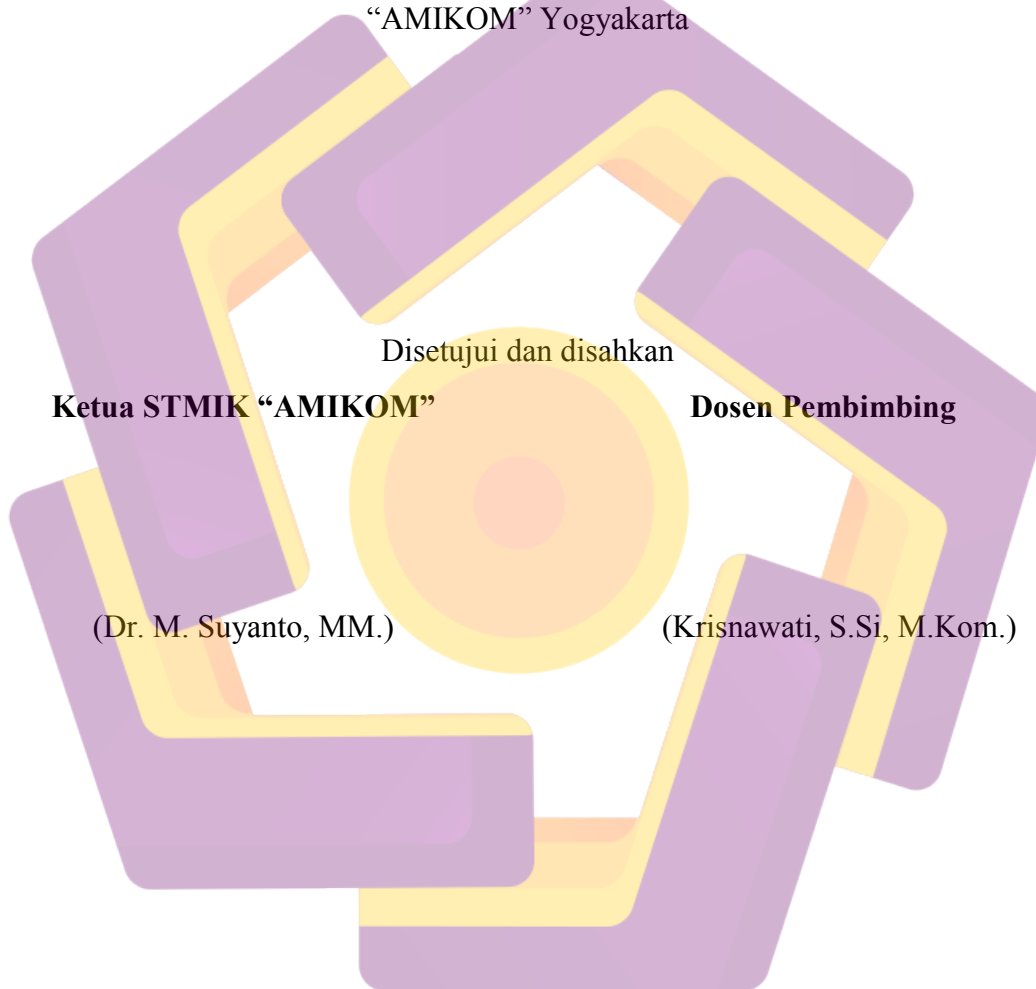 “AMIKOM” Yogyakarta
Disetujui dan disahkan
Ketua STMIK “AMIKOM” Dosen Pembimbing
(Dr. M. Suyanto, MM.) (Krisnawati, S.Si, M.Kom.)